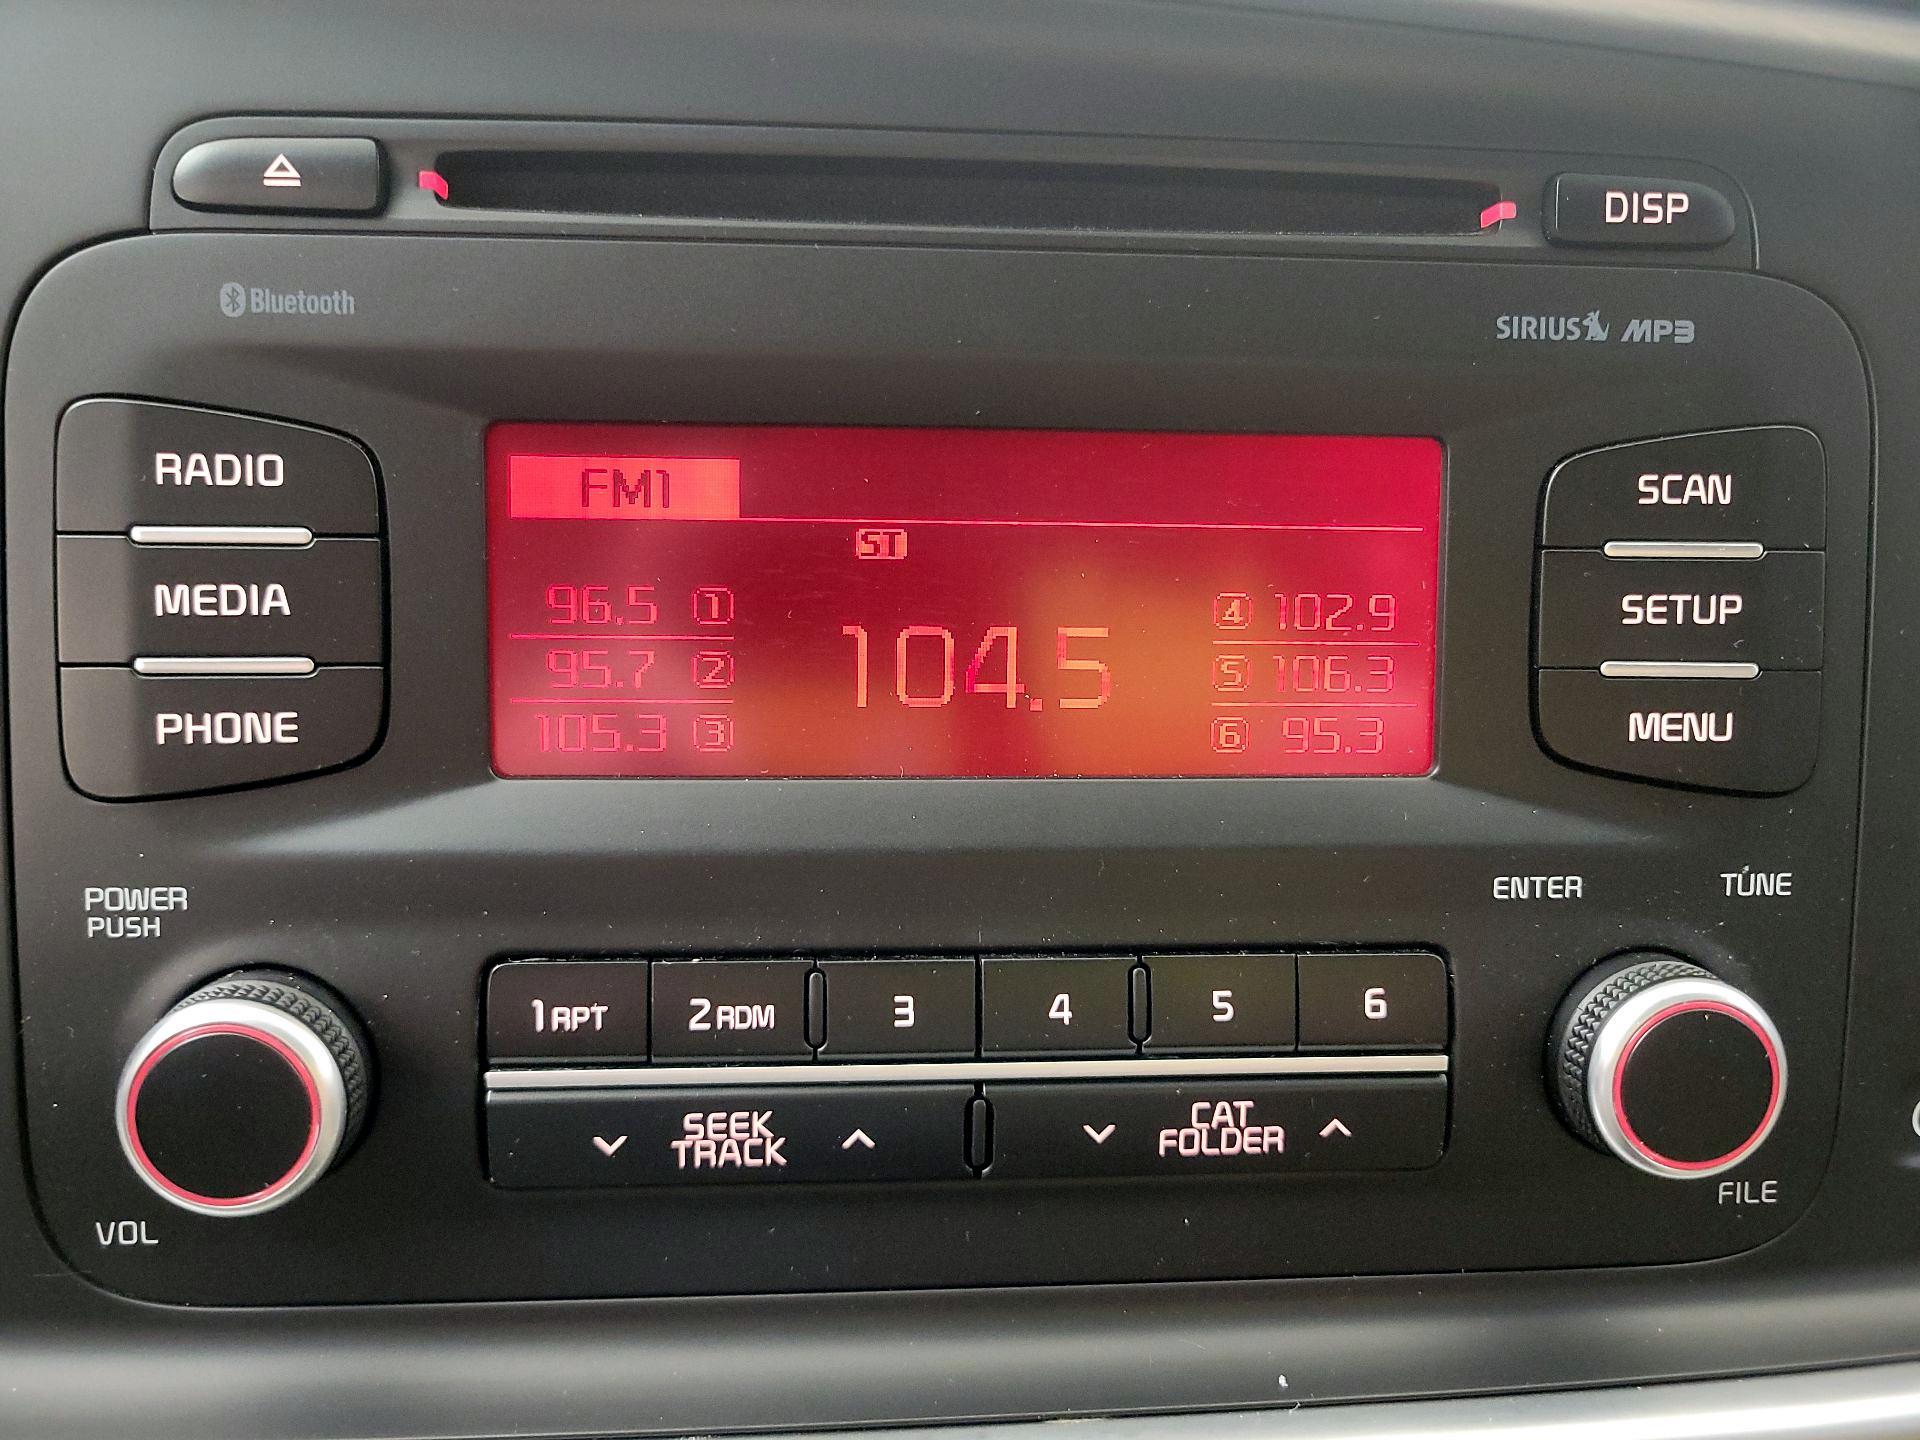 DISP
Bluetooth
SIRIUS MP3
RADIO
MEDIA
PHONE
FM1
ST
96.5 1
95.7 2
105.3 3
104.5
4 102.9
5 106.3
6 95.3
SCAN
SETUP
MENU
POWER
PUSH
VOL
1 RPT 2 RDM 3 4 5 6
SEEK
TRACK
CAT
FOLDER
ENTER
TUNE
FILE